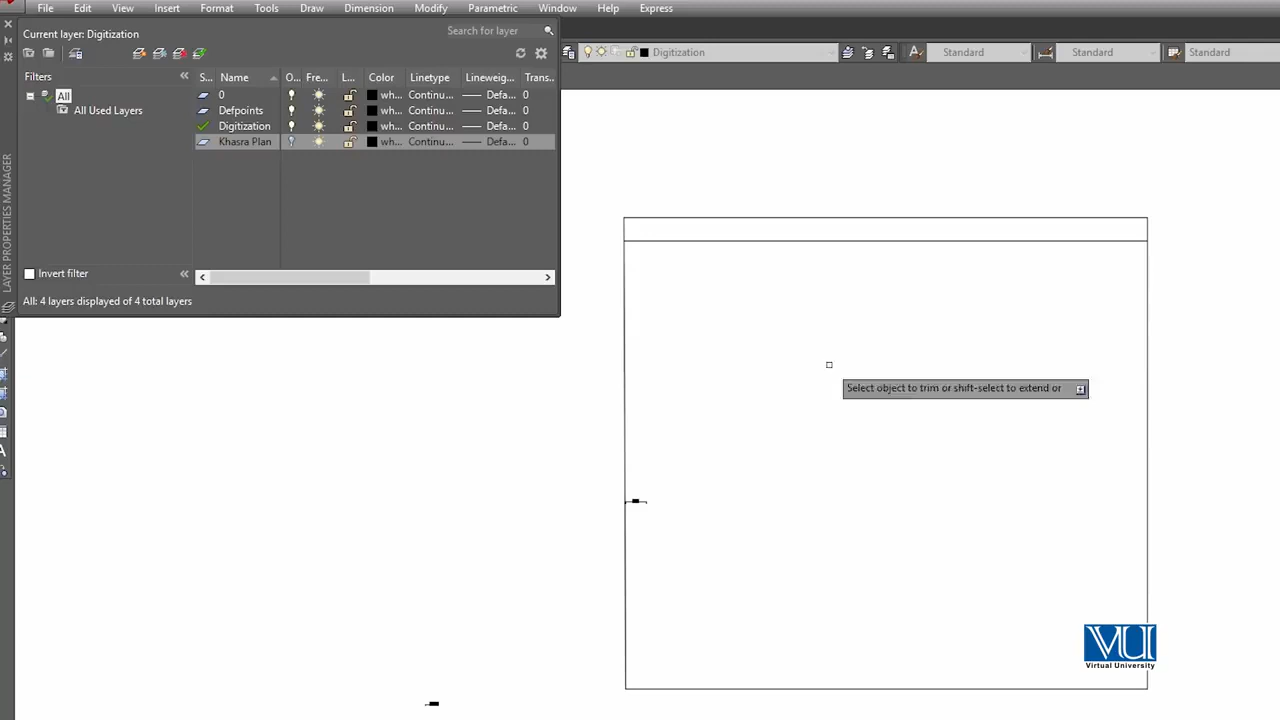 File Edit View Insert Format Tools Draw Dimension Modify Parametric Window Help Express
Current layer: Digitization
Search for layer
Digitization
Standard
Standard
Standard
Filters
S... Name O.. Fre... L... Color Linetype Lineweig... Trans..
All
All Used Layers
0 wh... Continu... Defa... 0
Defpoints wh... Continu... Defa... 0
Digitization wh... Continu... Defa... 0
Khasra Plan wh... Continu... Defa... 0
Invert filter
All: 4 layers displayed of 4 total layers
LAYER PROPERTIES MANAGER
Select object to trim or shift-select to extend or
A
VU
Virtual University